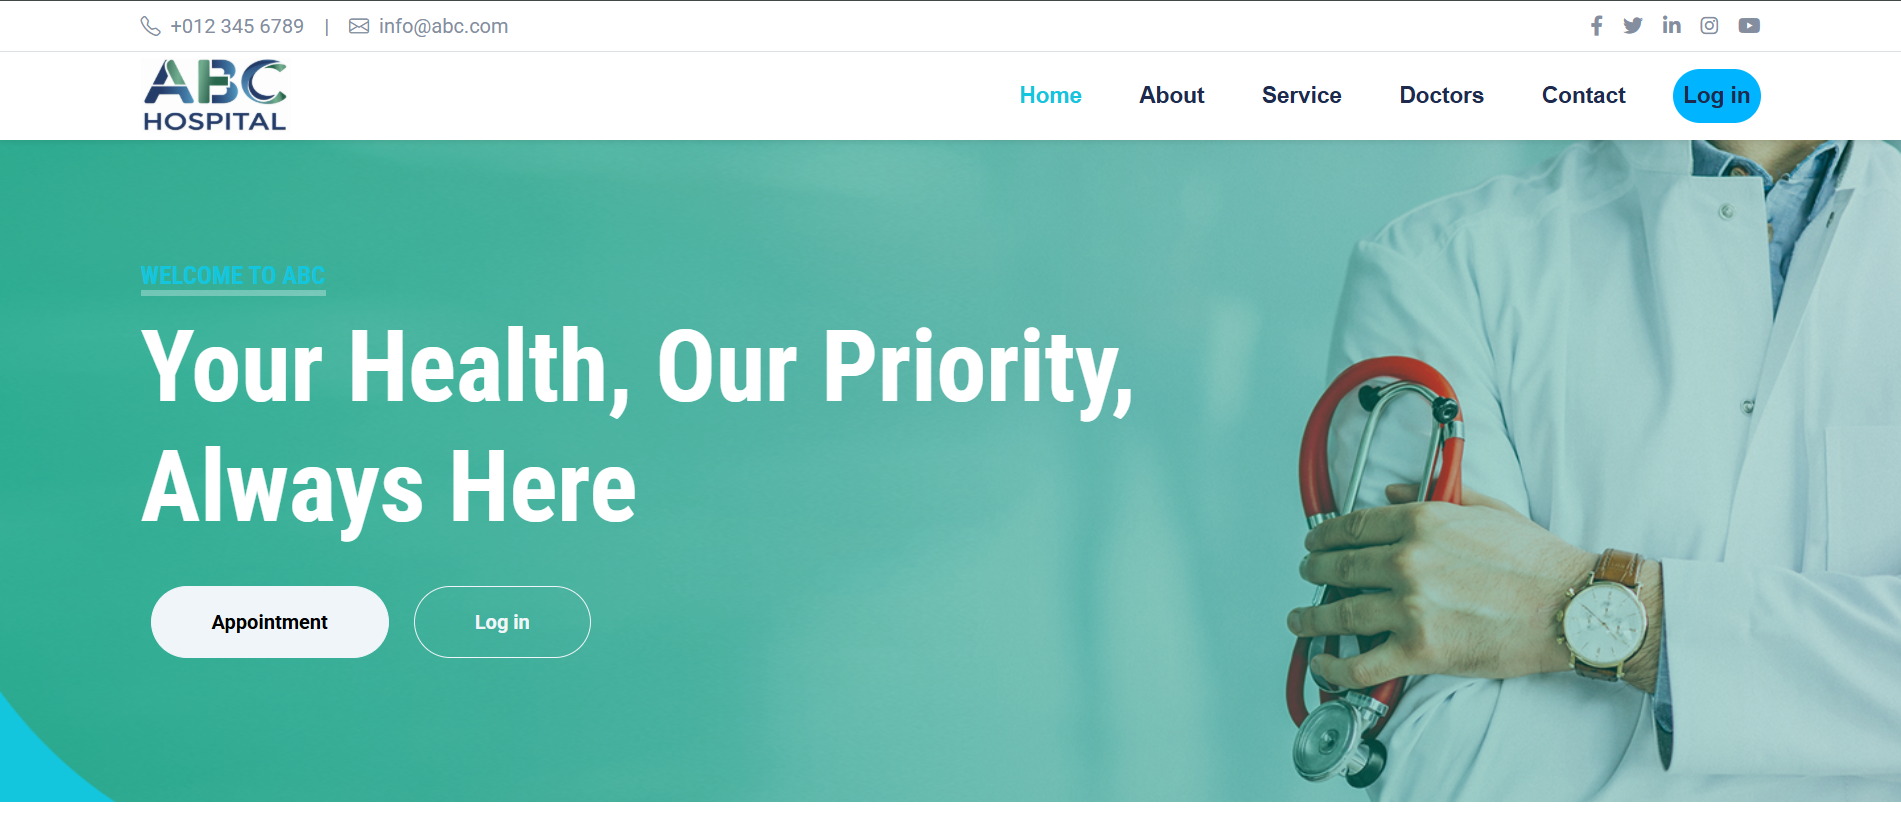 +012 345 6789 | info@abc.com
ABC
HOSPITAL
Home About Service Doctors Contact Log in
WELCOME TO ABC
Your Health, Our Priority,
Always Here
Appointment Log in